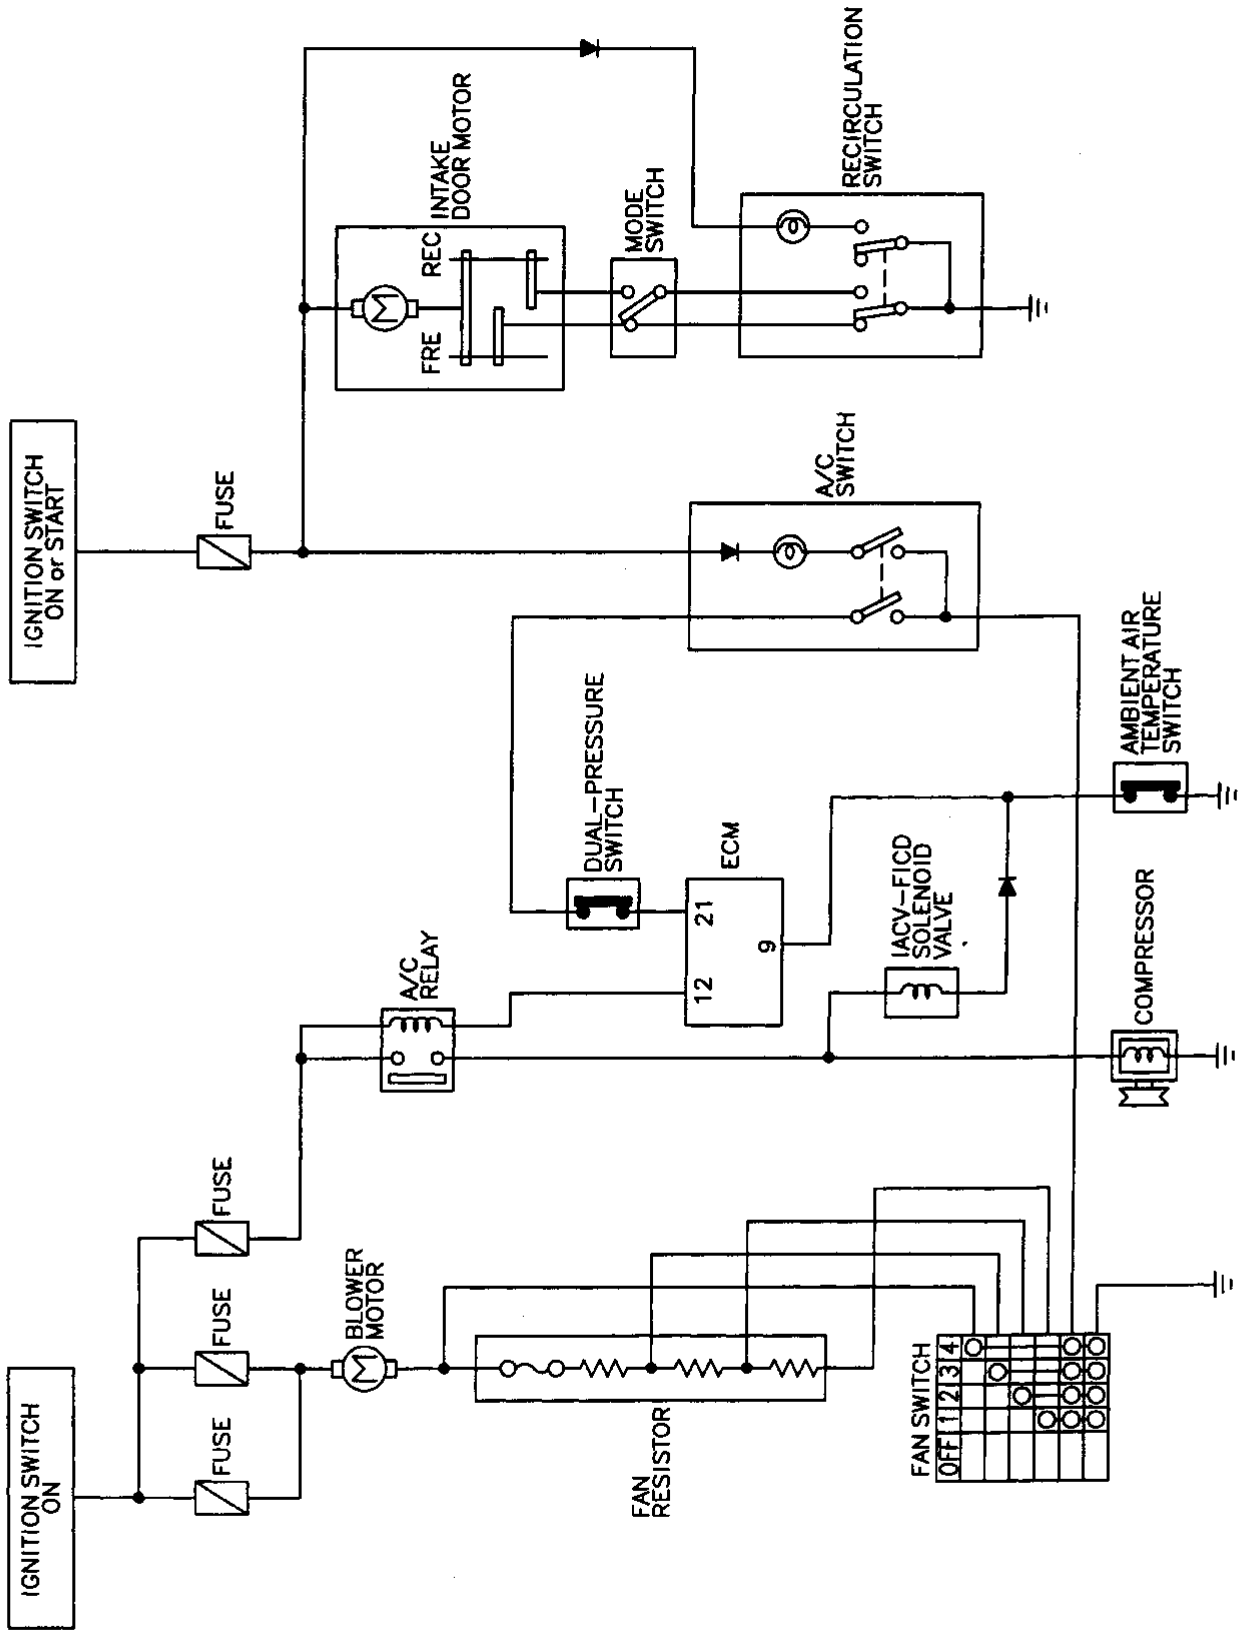 IGNITION SWITCH
ON
FUSE
FUSE
FUSE
IGNITION SWITCH
ON or START
FUSE
BLOWER
MOTOR
A/C
RELAY
INTAKE
DOOR MOTOR
FRE
REC
FAN
RESISTOR
DUAL-PRESSURE
SWITCH
MODE
SWITCH
ECM
12
21
9
A/C
SWITCH
RECIRCULATION
SWITCH
IACV-FICD
SOLENOID
VALVE
FAN SWITCH
OFF 1 2 3 4
COMPRESSOR
AMBIENT AIR
TEMPERATURE
SWITCH
M
M